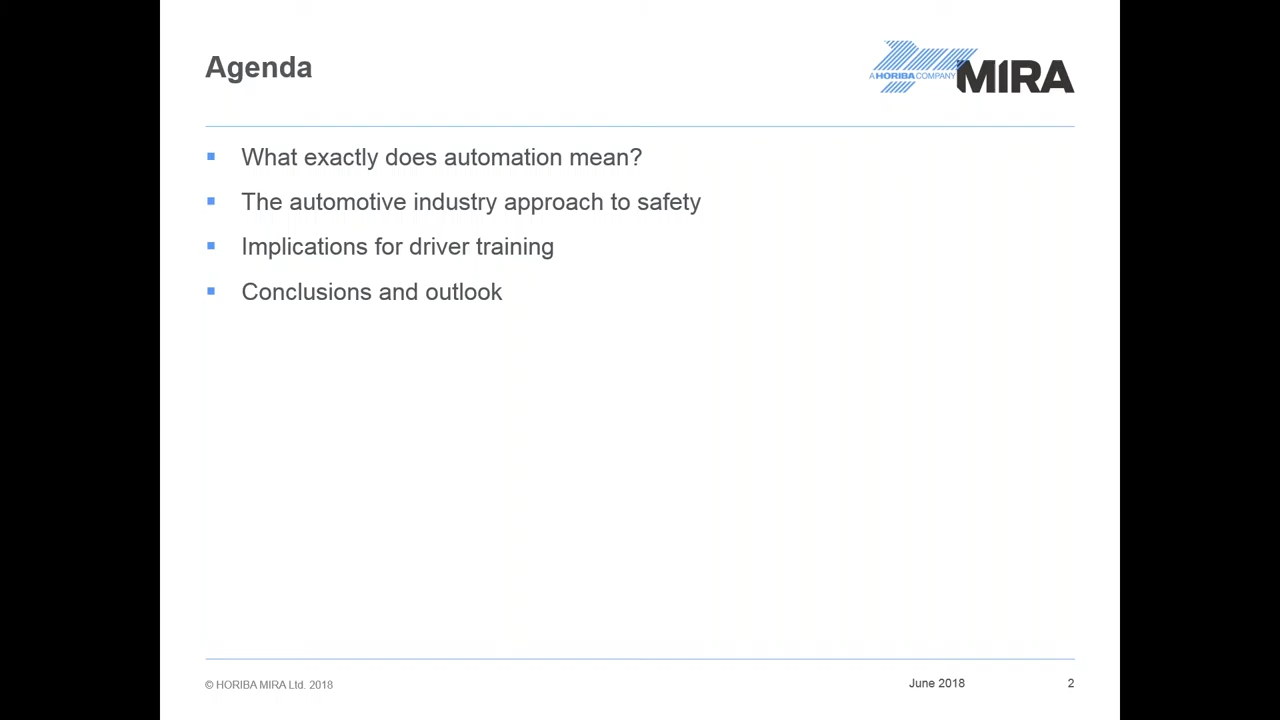 Agenda
A HORIBA COMPANY
MIRA
What exactly does automation mean?
The automotive industry approach to safety
Implications for driver training
Conclusions and outlook
© HORIBA MIRA Ltd. 2018
June 2018
2